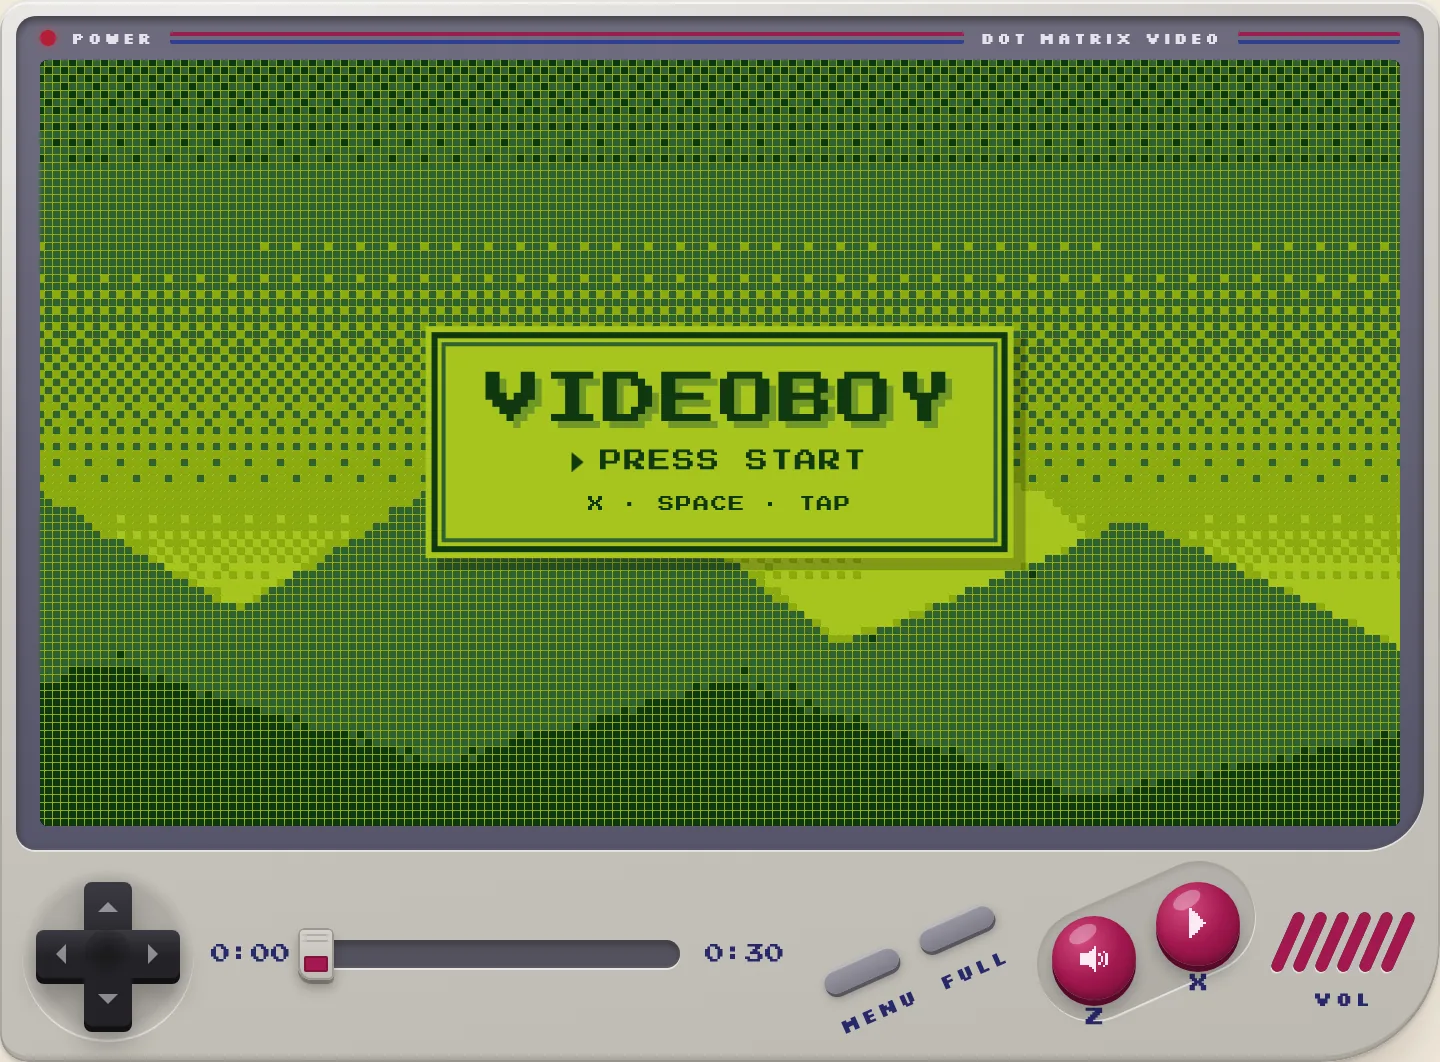 POWER
DOT MATRIX VIDEO
VIDEOBOY
PRESS START
X · SPACE · TAP
0:00
0:30
MENU
FULL
Z
X
VOL